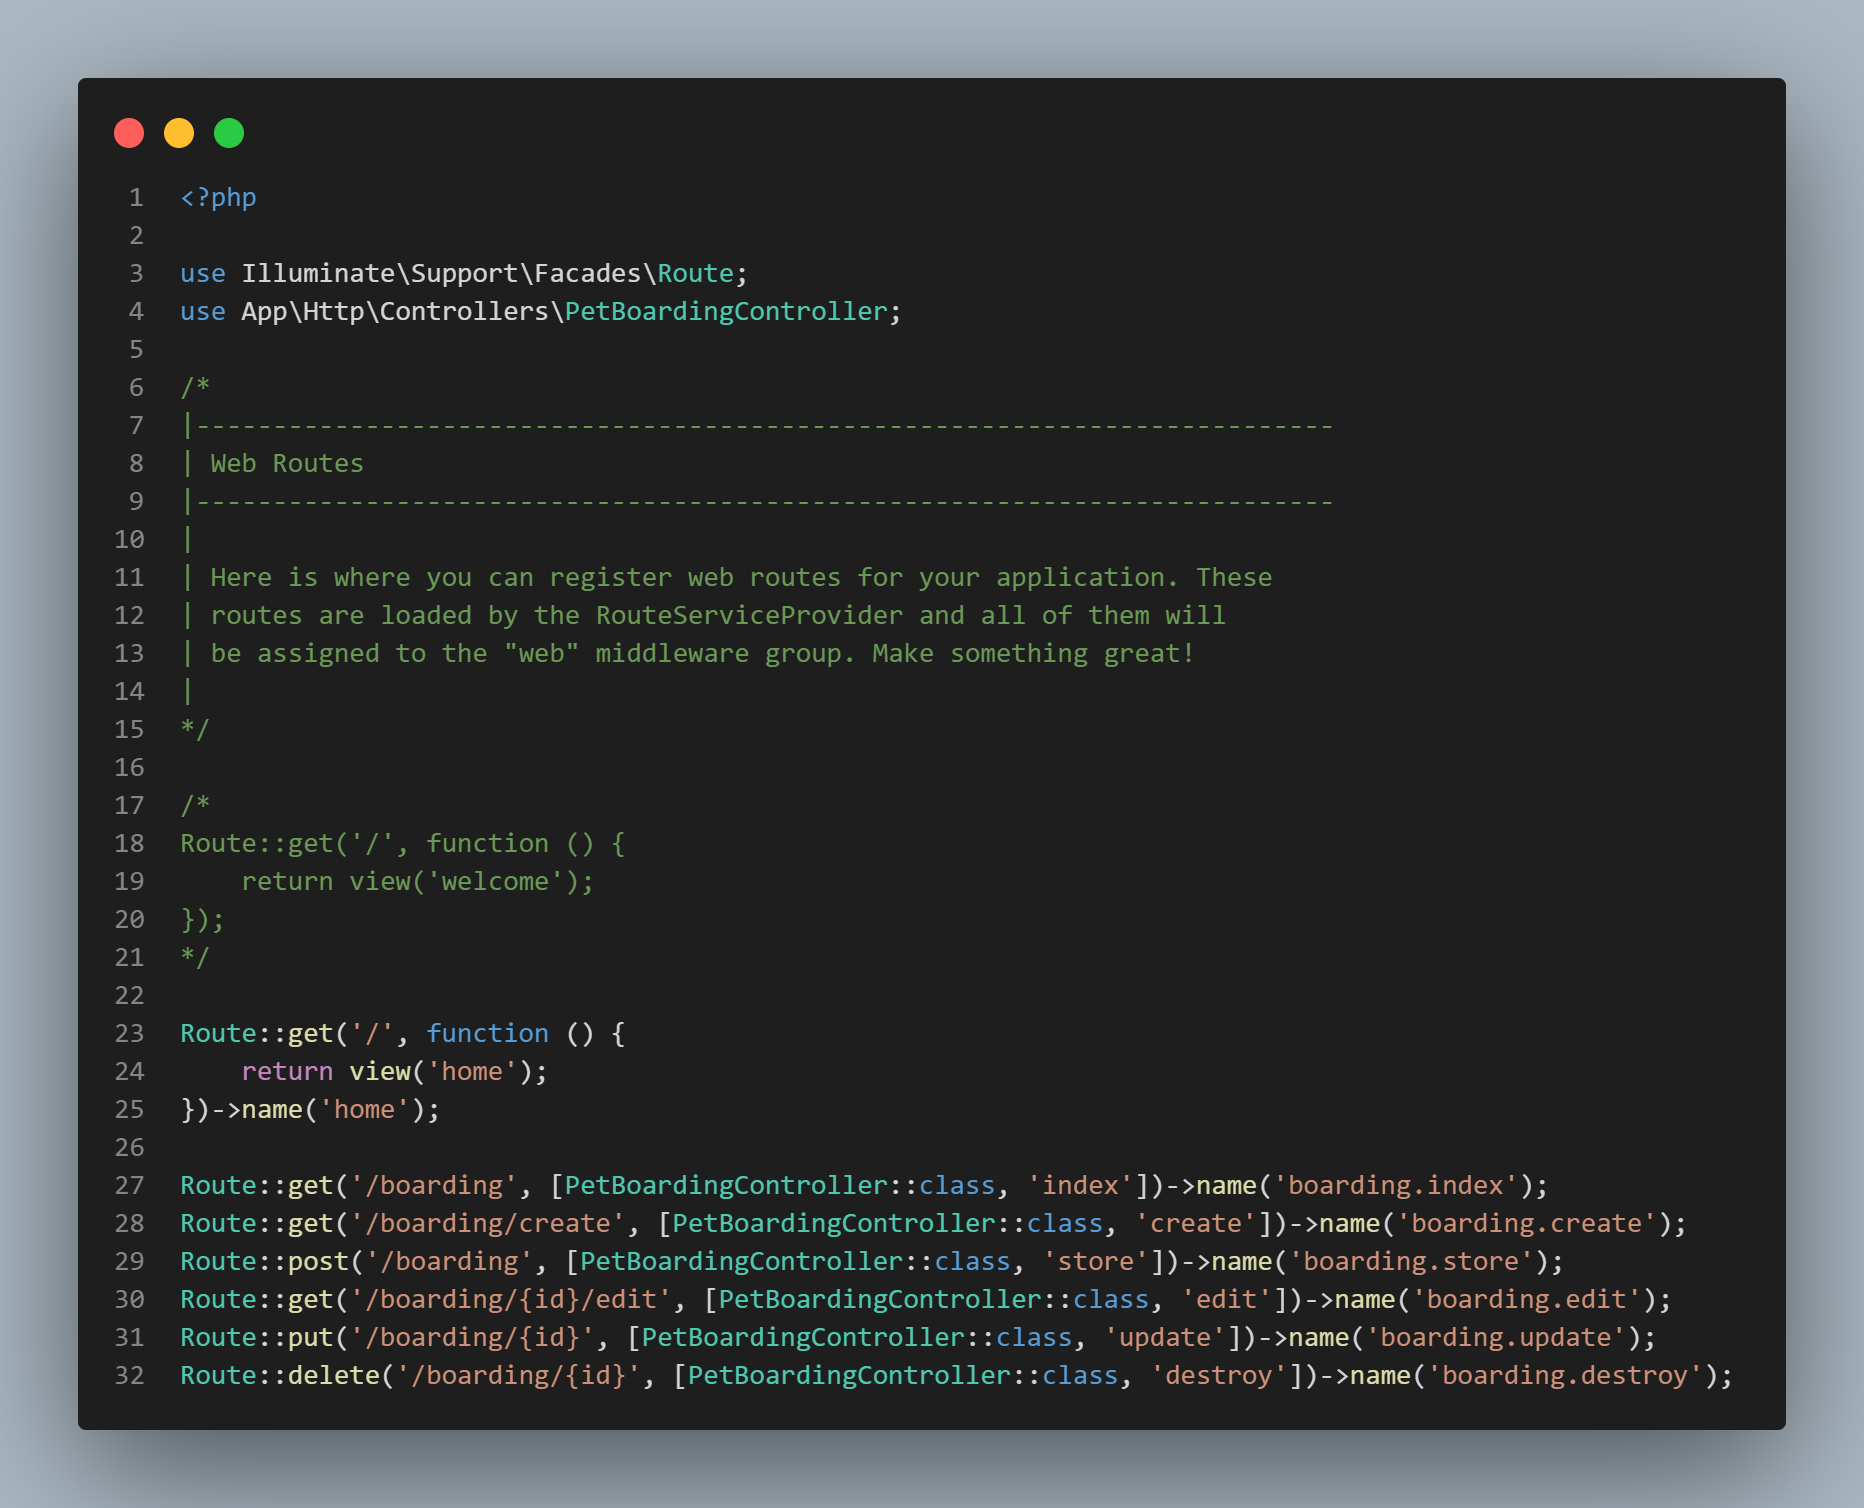 1 <?php
2
3 use Illuminate\Support\Facades\Route;
4 use App\Http\Controllers\PetBoardingController;
5
6 /*
7 |--------------------------------------------------------------------------
8 | Web Routes
9 |--------------------------------------------------------------------------
10 |
11 | Here is where you can register web routes for your application. These
12 | routes are loaded by the RouteServiceProvider and all of them will
13 | be assigned to the "web" middleware group. Make something great!
14 |
15 */
16
17 /*
18 Route::get('/', function () {
19     return view('welcome');
20 });
21 */
22
23 Route::get('/', function () {
24     return view('home');
25 })->name('home');
26
27 Route::get('/boarding', [PetBoardingController::class, 'index'])->name('boarding.index');
28 Route::get('/boarding/create', [PetBoardingController::class, 'create'])->name('boarding.create');
29 Route::post('/boarding', [PetBoardingController::class, 'store'])->name('boarding.store');
30 Route::get('/boarding/{id}/edit', [PetBoardingController::class, 'edit'])->name('boarding.edit');
31 Route::put('/boarding/{id}', [PetBoardingController::class, 'update'])->name('boarding.update');
32 Route::delete('/boarding/{id}', [PetBoardingController::class, 'destroy'])->name('boarding.destroy');